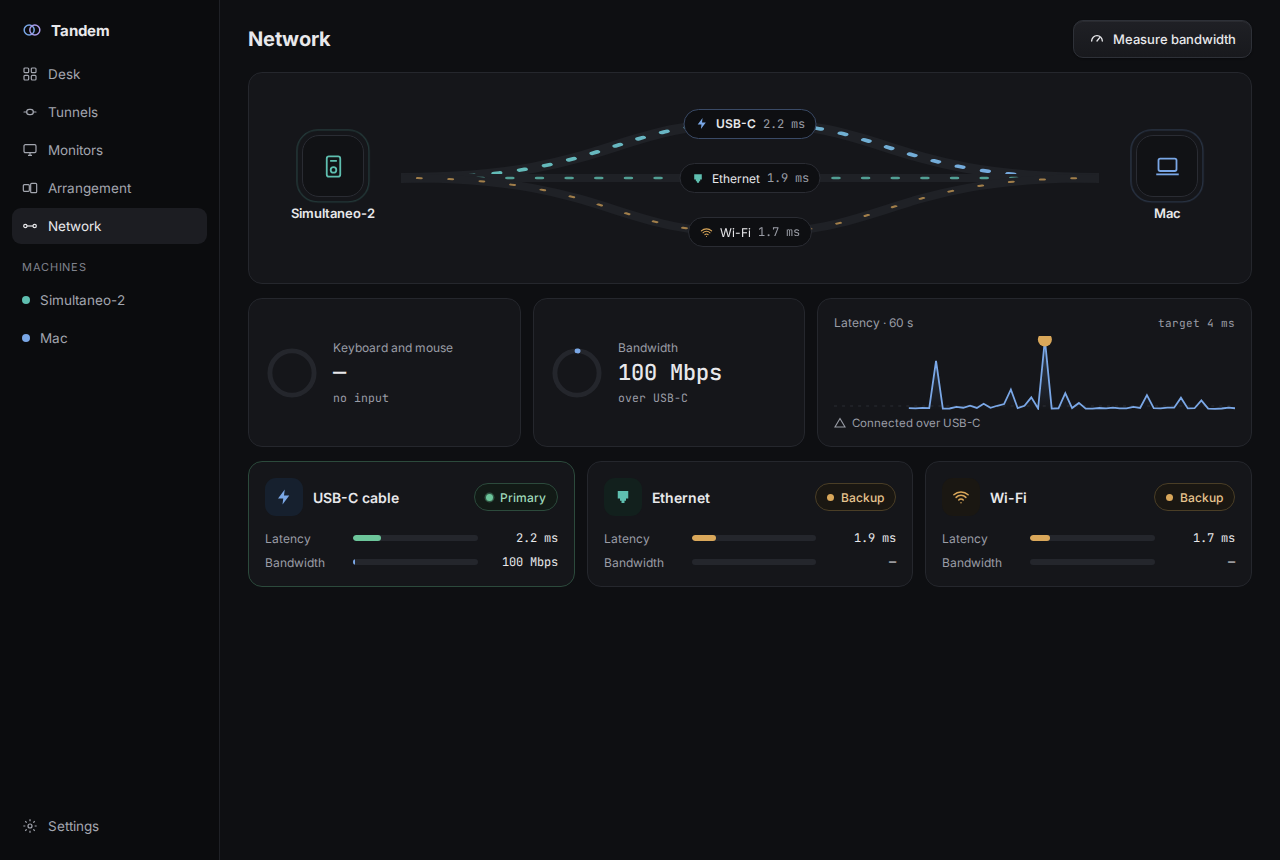 Tandem
Desk
Tunnels
Monitors
Arrangement
Network
MACHINES
Simultaneo-2
Mac
Settings
Network
Measure bandwidth
USB-C 2.2 ms
Ethernet 1.9 ms
Wi-Fi 1.7 ms
Simultaneo-2
Mac
Keyboard and mouse
—
no input
Bandwidth
100 Mbps
over USB-C
Latency · 60 s
target 4 ms
Connected over USB-C
USB-C cable
Primary
Latency
2.2 ms
Bandwidth
100 Mbps
Ethernet
Backup
Latency
1.9 ms
Bandwidth
—
Wi-Fi
Backup
Latency
1.7 ms
Bandwidth
—